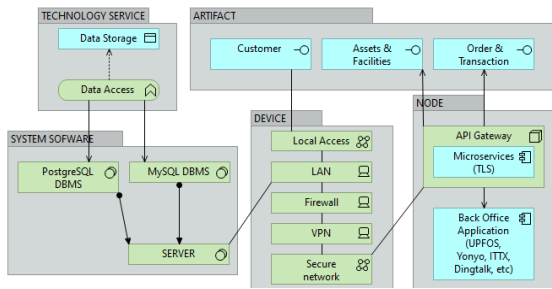 TECHNOLOGY SERVICE
Data Storage
Data Access
ARTIFACT
Customer
Assets &
Facilities
Order &
Transaction
SYSTEM SOFWARE
PostgreSQL
DBMS
MySQL DBMS
SERVER
DEVICE
Local Access
LAN
Firewall
VPN
Secure
network
NODE
API Gateway
Microservices
(TLS)
Back Office
Application
(UPFOS,
Yonyo, ITTX,
Dingtalk, etc)